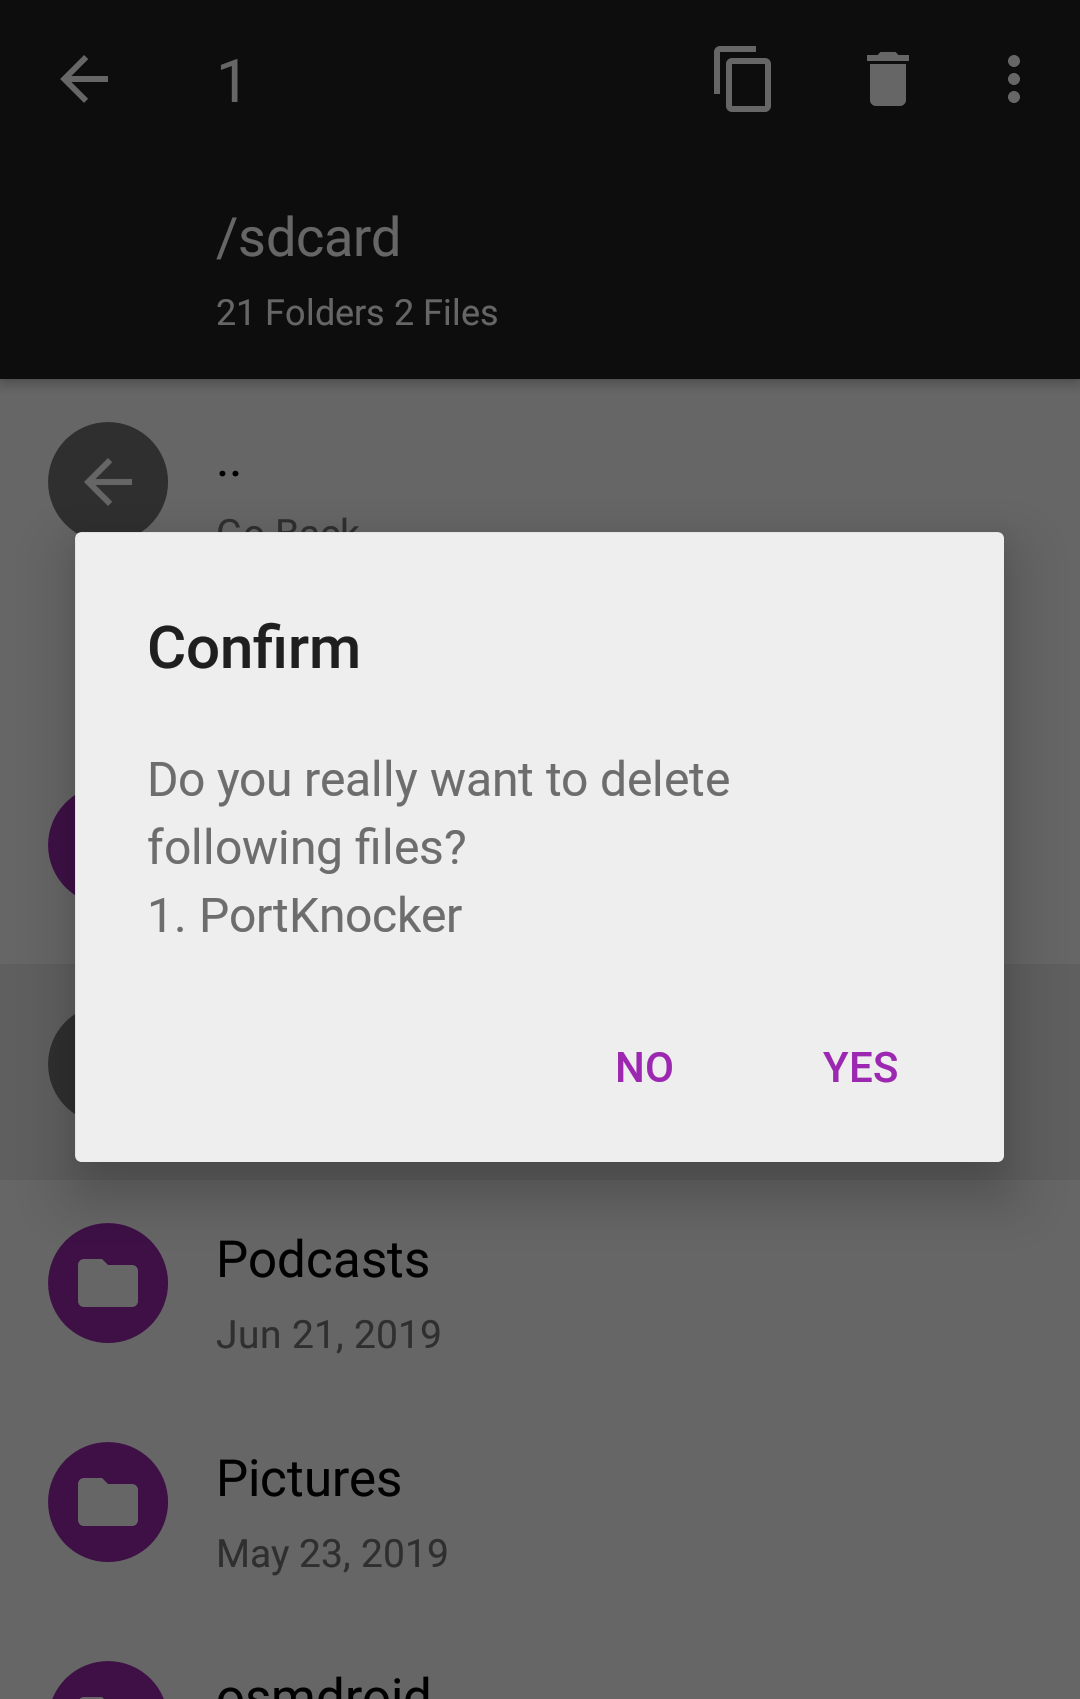 1
/sdcard
21 Folders 2 Files
..
Go Back
Confirm
Do you really want to delete
following files?
1. PortKnocker
NO
YES
Podcasts
Jun 21, 2019
Pictures
May 23, 2019
osmdroid